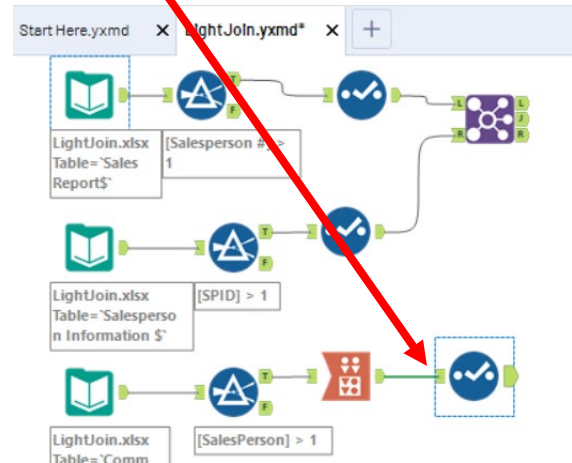 Start Here.yxmd X LightJoin.yxmd* X +
T
F
L
R
L
J
R
LightJoin.xlsx
Table=`Sales
Report$`
[Salesperson #] >
1
T
F
LightJoin.xlsx
Table=`Salesperso
n Information $`
[SPID] > 1
T
F
LightJoin.xlsx
Table=`Comm
[SalesPerson] > 1